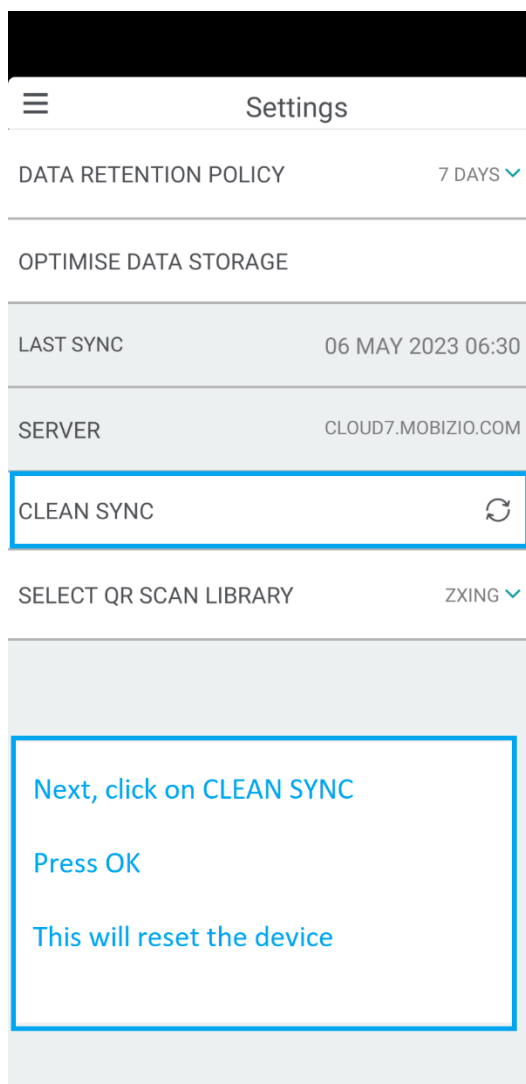 Settings
DATA RETENTION POLICY 7 DAYS
OPTIMISE DATA STORAGE
LAST SYNC 06 MAY 2023 06:30
SERVER CLOUD7.MOBIZIO.COM
CLEAN SYNC
SELECT QR SCAN LIBRARY ZXING
Next, click on CLEAN SYNC
Press OK
This will reset the device